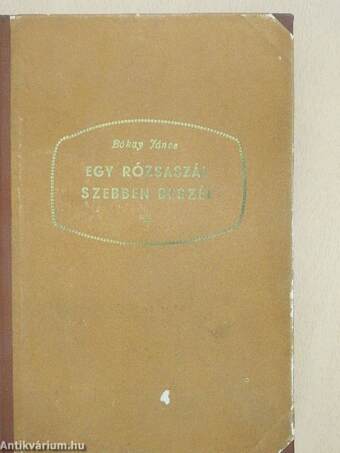 Bókay János
EGY RÓZSASZÁL
SZEBBEN BESZÉL
4
Antikvárium.hu